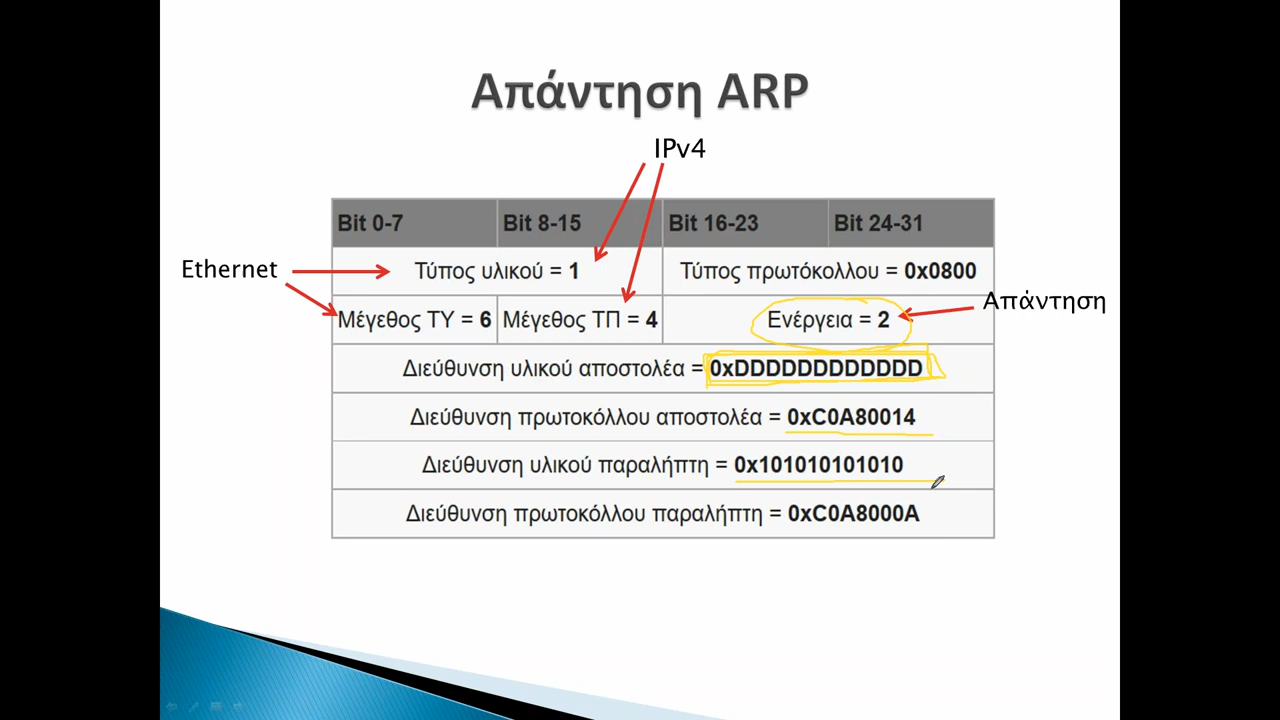 Απάντηση ARP
IPv4
Bit 0-7 Bit 8-15 Bit 16-23 Bit 24-31
Ethernet
Τύπος υλικού = 1 Τύπος πρωτόκολλου = 0x0800
Απάντηση
Μέγεθος ΤΥ = 6 Μέγεθος ΤΠ = 4 Ενέργεια = 2
Διεύθυνση υλικού αποστολέα = 0xDDDDDDDDDDDD
Διεύθυνση πρωτοκόλλου αποστολέα = 0xC0A80014
Διεύθυνση υλικού παραλήπτη = 0x101010101010
Διεύθυνση πρωτοκόλλου παραλήπτη = 0xC0A8000A